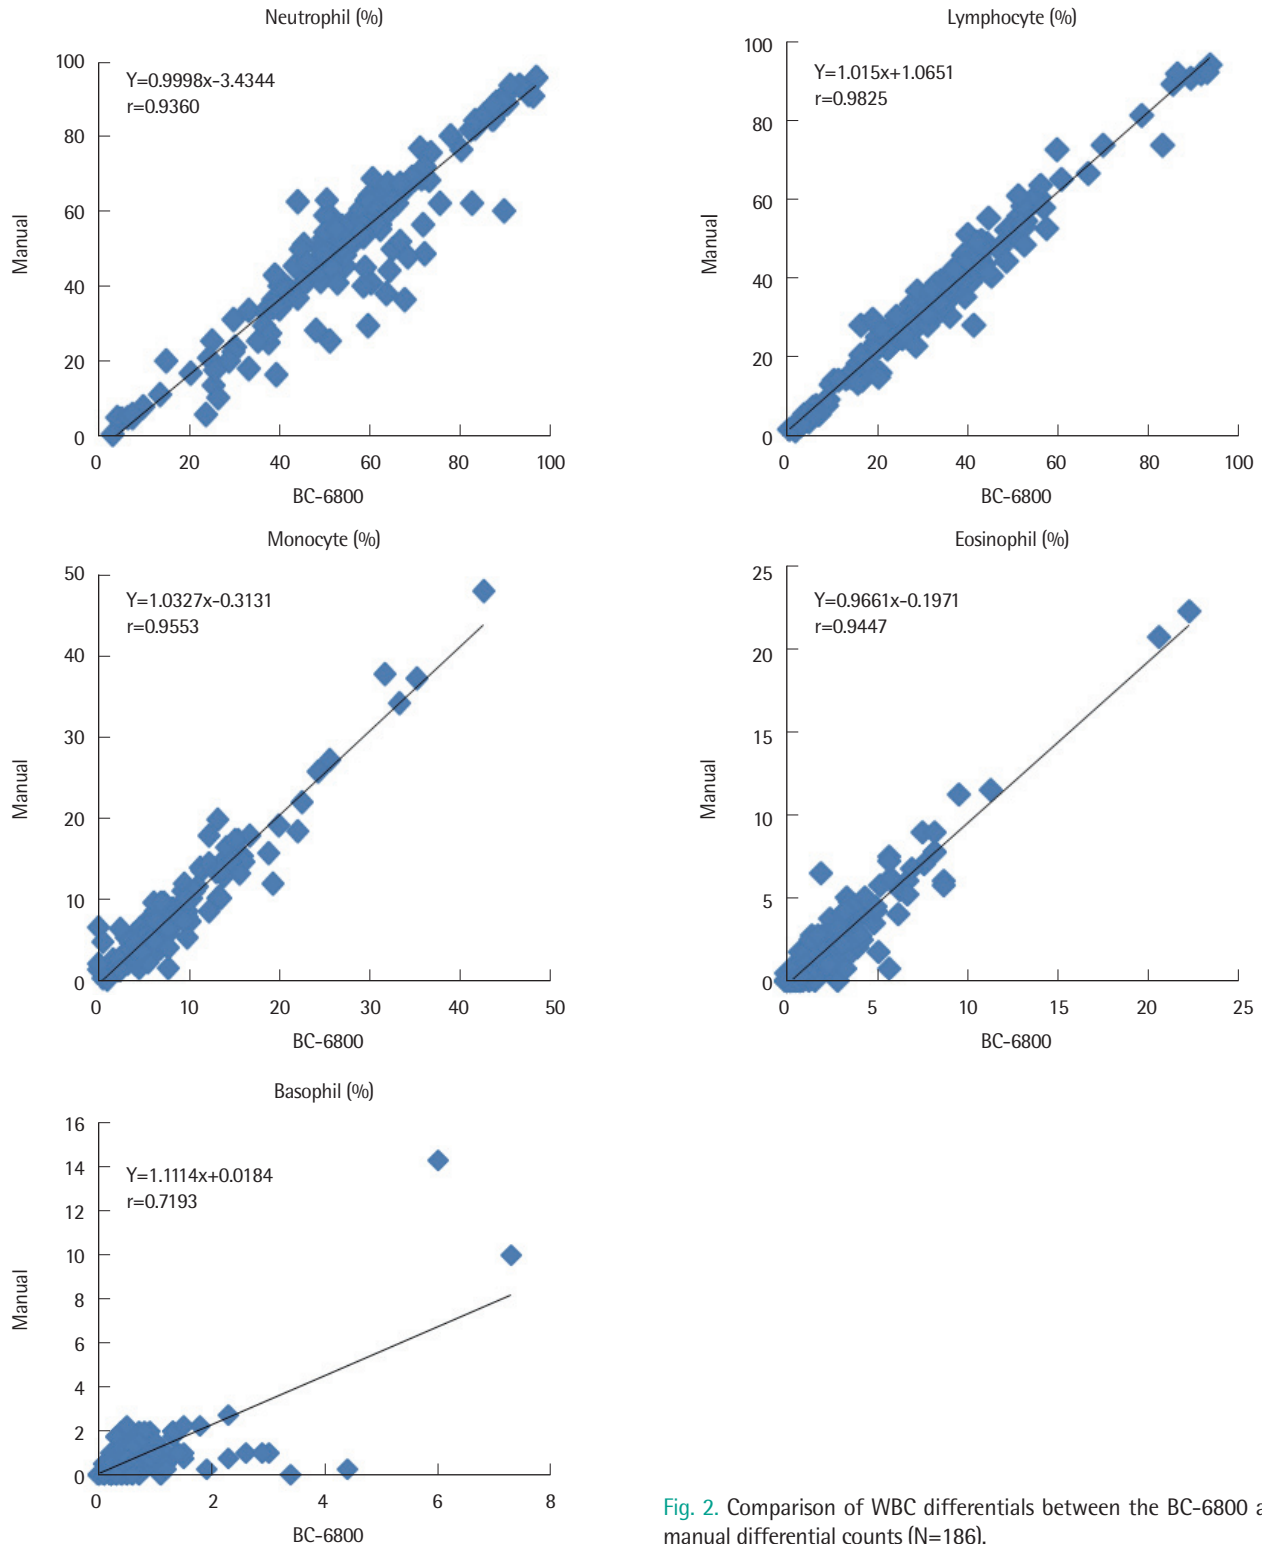 Neutrophil (%)
Y=0.9998x−3.4344
r=0.9360
100
80
60
40
20
0
0 20 40 60 80 100
Manual
BC-6800
Lymphocyte (%)
Y=1.015x+1.0651
r=0.9825
100
80
60
40
20
0
0 20 40 60 80 100
Manual
BC-6800
Monocyte (%)
Y=1.0327x−0.3131
r=0.9553
50
40
30
20
10
0
0 10 20 30 40 50
Manual
BC-6800
Eosinophil (%)
Y=0.9661x−0.1971
r=0.9447
25
20
15
10
5
0
0 5 10 15 20 25
Manual
BC-6800
Basophil (%)
Y=1.1114x+0.0184
r=0.7193
16
14
12
10
8
6
4
2
0
0 2 4 6 8
Manual
BC-6800
Fig. 2. Comparison of WBC differentials between the BC-6800
manual differential counts (N=186).